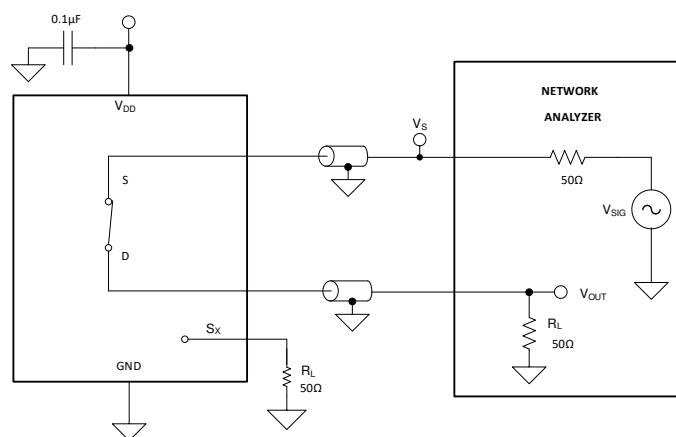 0.1µF
VDD
NETWORK
ANALYZER
VS
50Ω
VSIG
S
D
VOUT
SX
RL
50Ω
GND
RL
50Ω